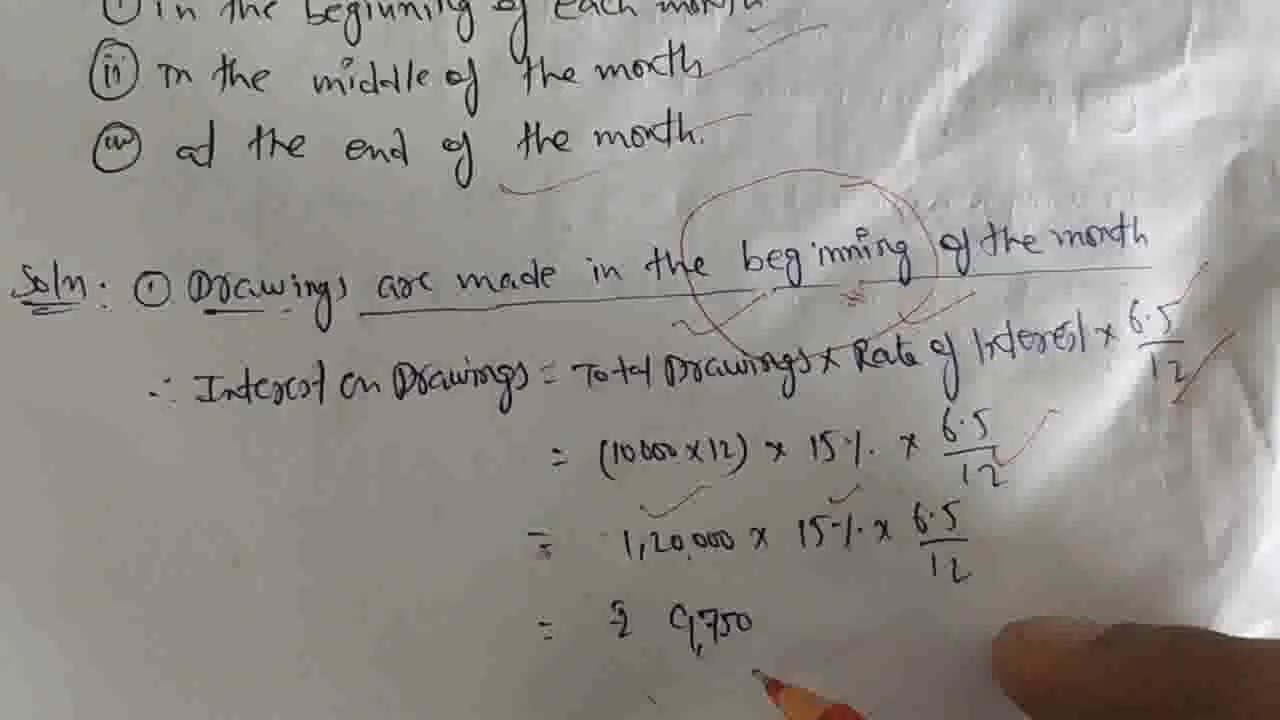 ① in the beginning of each month
ⓘⓘ in the middle of the month
ⓘⓘⓘ at the end of the month.
Soln: ① Drawings are made in the beginning of the month
∴ Interest on Drawings = Total Drawings × Rate of Interest × 6.5/12
= (10000×12) × 15% × 6.5/12
= 1,20,000 × 15% × 6.5/12
= ₹ 9,750